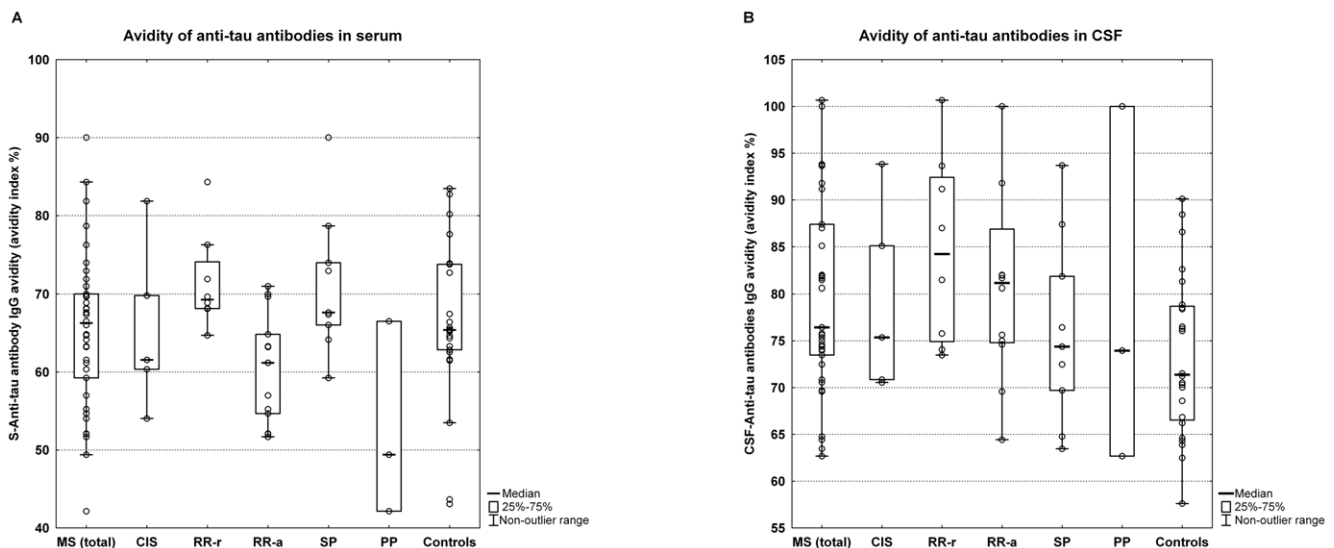 A
Avidity of anti-tau antibodies in serum
S-Anti-tau antibody IgG avidity (avidity index %)
100
90
80
70
60
50
40
MS (total) CIS RR-r RR-a SP PP Controls
Median
25%-75%
Non-outlier range
B
Avidity of anti-tau antibodies in CSF
CSF-Anti-tau antibodies IgG avidity (avidity index %)
105
100
95
90
85
80
75
70
65
60
55
MS (total) CIS RR-r RR-a SP PP Controls
Median
25%-75%
Non-outlier range